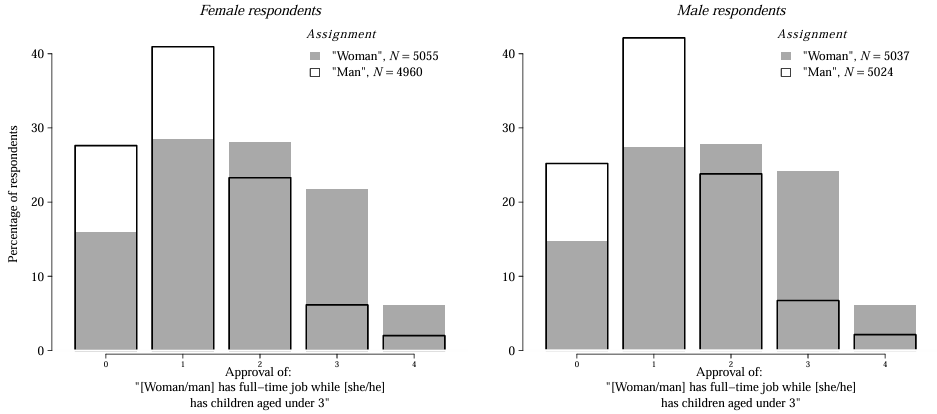 Female respondents
Assignment
"Woman", N = 5055
"Man", N = 4960
Percentage of respondents
40
30
20
10
0
0 1 2 3 4
Approval of:
"[Woman/man] has full−time job while [she/he]
has children aged under 3"
Male respondents
Assignment
"Woman", N = 5037
"Man", N = 5024
40
30
20
10
0
0 1 2 3 4
Approval of:
"[Woman/man] has full−time job while [she/he]
has children aged under 3"